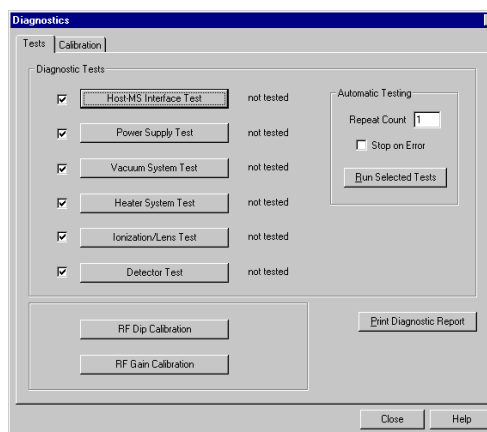 Diagnostics
Tests
Calibration
Diagnostic Tests
Host-MS Interface Test not tested
Power Supply Test not tested
Vacuum System Test not tested
Heater System Test not tested
Ionization/Lens Test not tested
Detector Test not tested
Automatic Testing
Repeat Count 1
Stop on Error
Run Selected Tests
RF Dip Calibration
RF Gain Calibration
Print Diagnostic Report
Close
Help